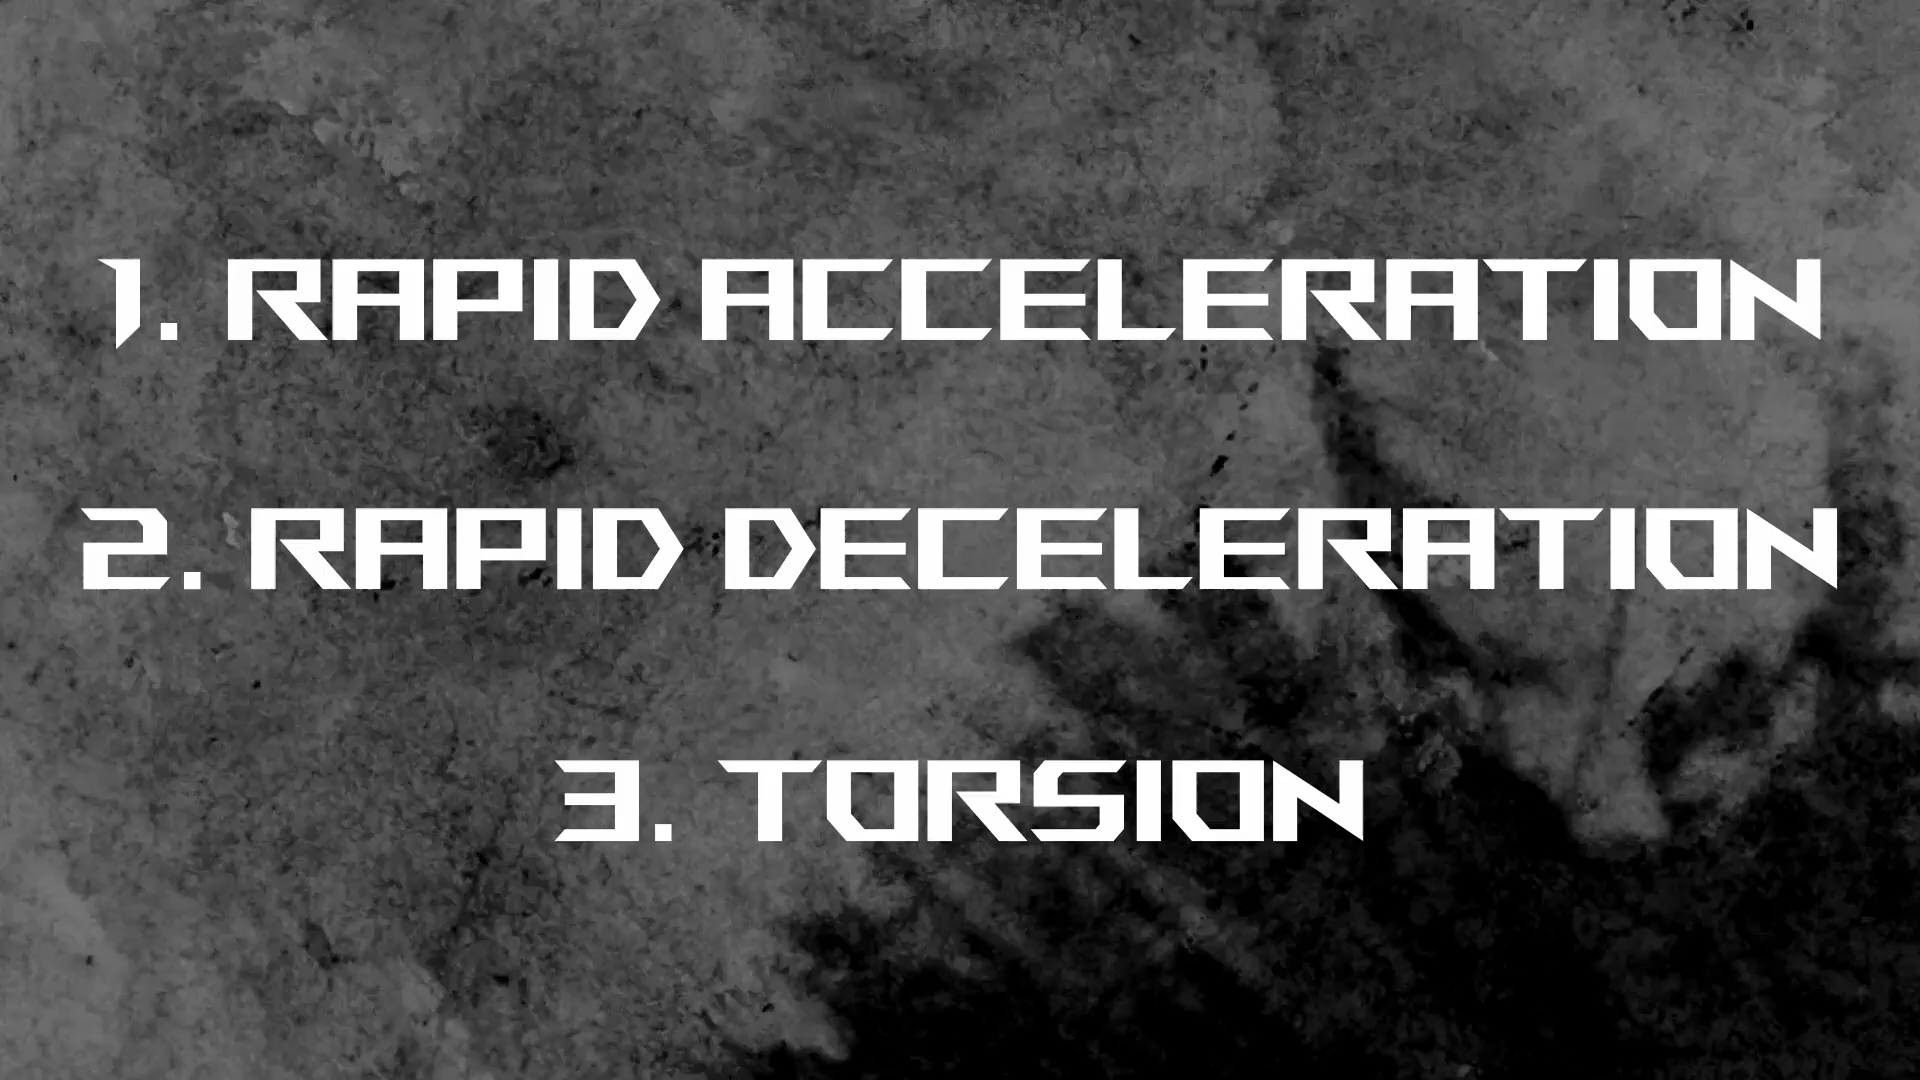 1. RAPID ACCELERATION
2. RAPID DECELERATION
3. TORSION